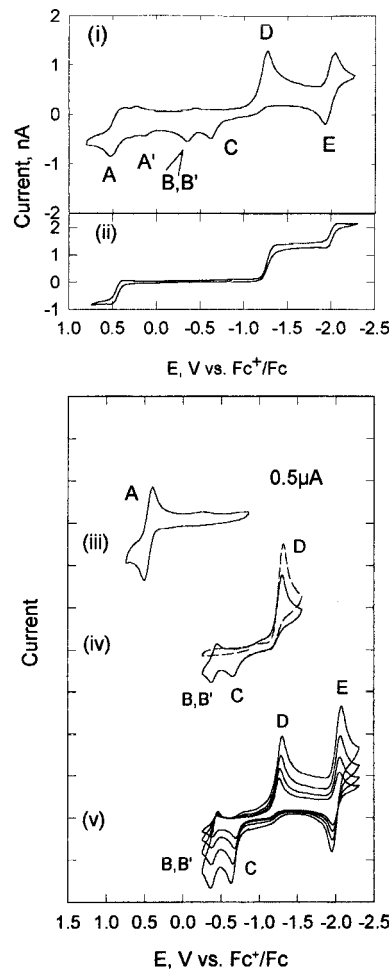 (i)
D
2
1
0
-1
-2
Current, nA
A
A'
B,B'
C
E
(ii)
2
1
0
-1
1.0 0.5 0.0 -0.5 -1.0 -1.5 -2.0 -2.5
E, V vs. Fc+/Fc
A
0.5µA
(iii)
D
(iv)
Current
B,B'
C
E
D
(v)
B,B'
C
1.5 1.0 0.5 0.0 -0.5 -1.0 -1.5 -2.0 -2.5
E, V vs. Fc+/Fc